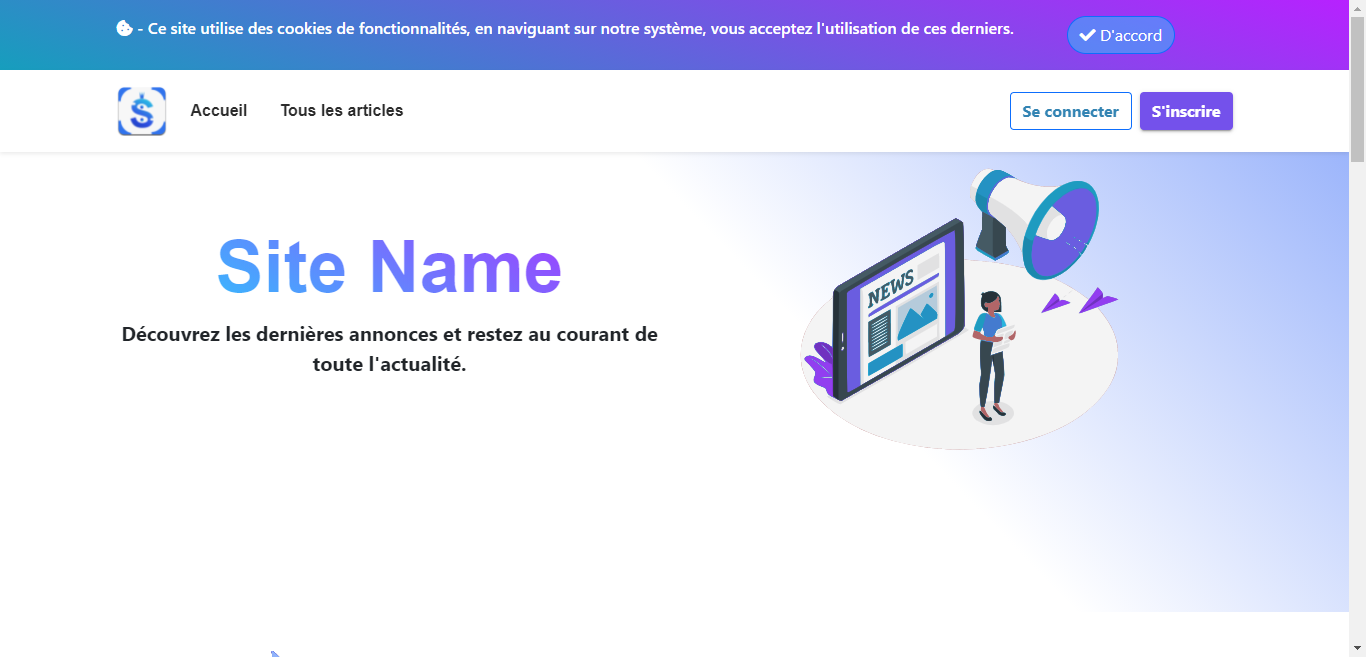 - Ce site utilise des cookies de fonctionnalités, en naviguant sur notre système, vous acceptez l'utilisation de ces derniers.
D'accord
Accueil
Tous les articles
Se connecter
S'inscrire
Site Name
Découvrez les dernières annonces et restez au courant de
toute l'actualité.
NEWS